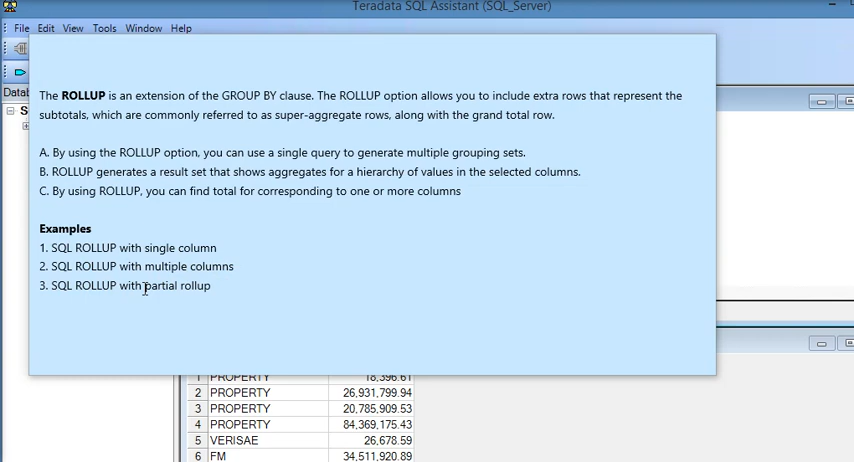 Teradata SQL Assistant (SQL_Server)
File Edit View Tools Window Help
The ROLLUP is an extension of the GROUP BY clause. The ROLLUP option allows you to include extra rows that represent the
subtotals, which are commonly referred to as super-aggregate rows, along with the grand total row.
A. By using the ROLLUP option, you can use a single query to generate multiple grouping sets.
B. ROLLUP generates a result set that shows aggregates for a hierarchy of values in the selected columns.
C. By using ROLLUP, you can find total for corresponding to one or more columns
Examples
1. SQL ROLLUP with single column
2. SQL ROLLUP with multiple columns
3. SQL ROLLUP with partial rollup
1 PROPERTY 18,396.61
2 PROPERTY 26,931,799.94
3 PROPERTY 20,785,909.53
4 PROPERTY 84,369,175.43
5 VERISAE 26,678.59
6 FM 34,511,920.89